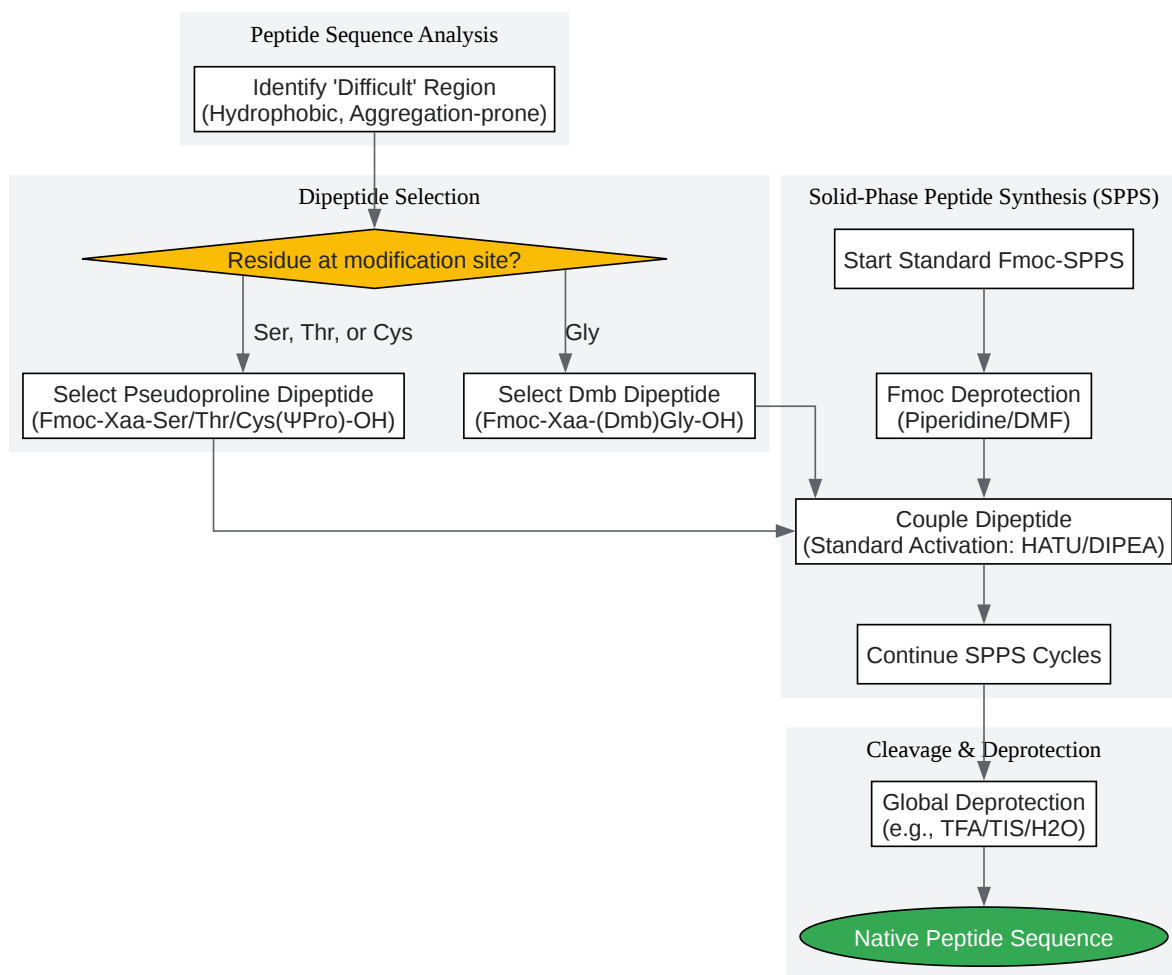 Peptide Sequence Analysis
Identify 'Difficult' Region
(Hydrophobic, Aggregation-prone)
Dipeptide Selection
Residue at modification site?
Ser, Thr, or Cys
Gly
Select Pseudoproline Dipeptide
(Fmoc-Xaa-Ser/Thr/Cys(ΨPro)-OH)
Select Dmb Dipeptide
(Fmoc-Xaa-(Dmb)Gly-OH)
Solid-Phase Peptide Synthesis (SPPS)
Start Standard Fmoc-SPPS
Fmoc Deprotection
(Piperidine/DMF)
Couple Dipeptide
(Standard Activation: HATU/DIPEA)
Continue SPPS Cycles
Cleavage & Deprotection
Global Deprotection
(e.g., TFA/TIS/H2O)
Native Peptide Sequence